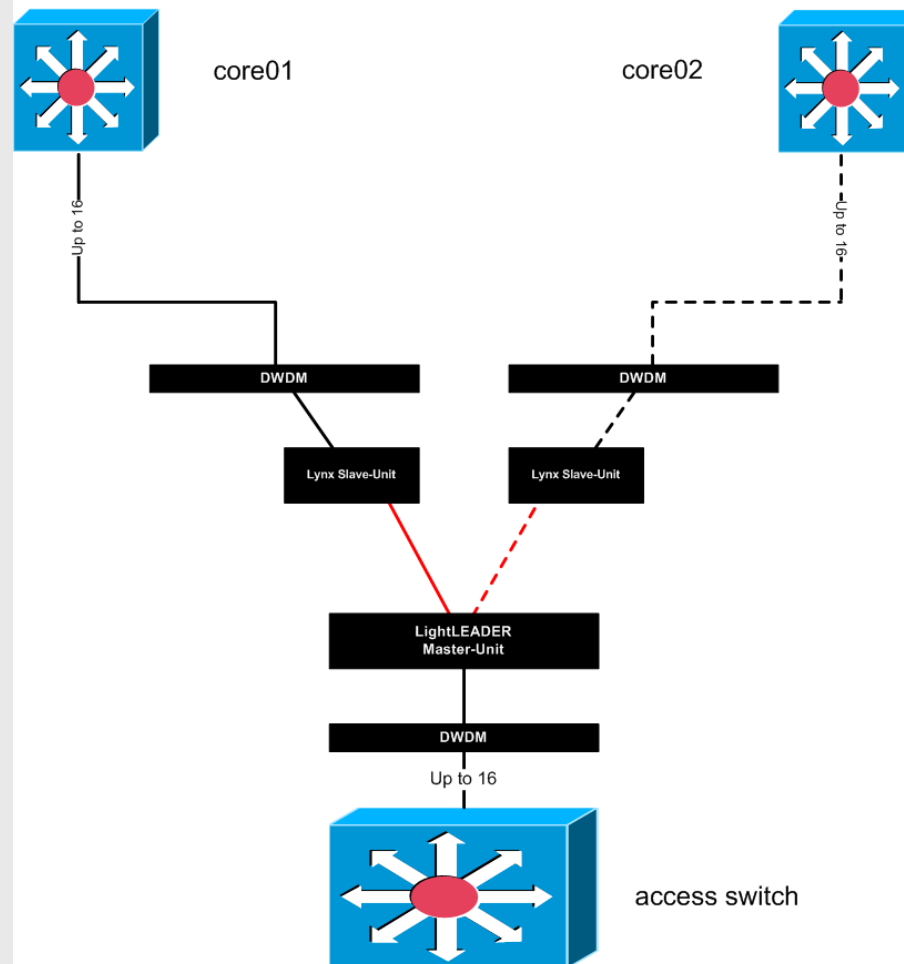 core01
core02
Up to 16
Up to 16
DWDM
DWDM
Lynx Slave-Unit
Lynx Slave-Unit
LightLEADER
Master-Unit
DWDM
Up to 16
access switch